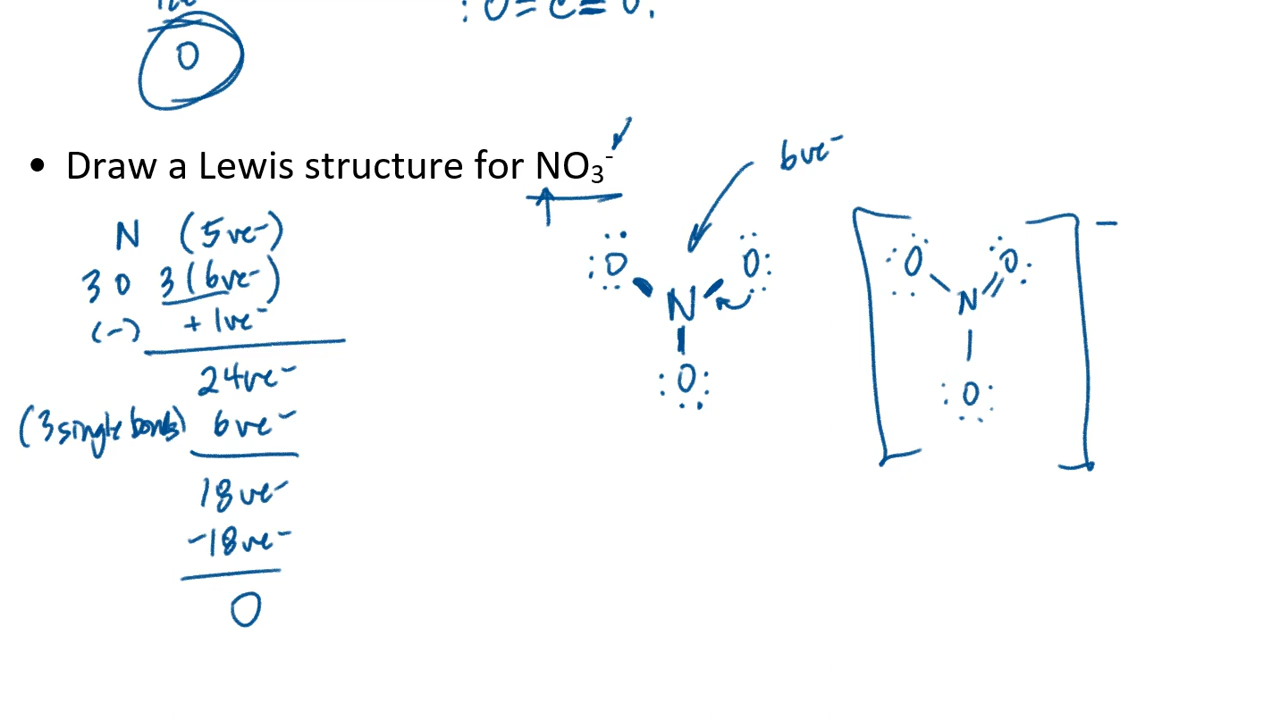 O
:O=C=O:
• Draw a Lewis structure for NO₃⁻
6ve⁻
N (5ve⁻)
3 O 3(6ve⁻)
(-) + 1ve⁻
24ve⁻
(3 single bonds) 6ve⁻
18ve⁻
-18ve⁻
0
:O O:
N
:O:
[ :O O: ] −
N
:O: